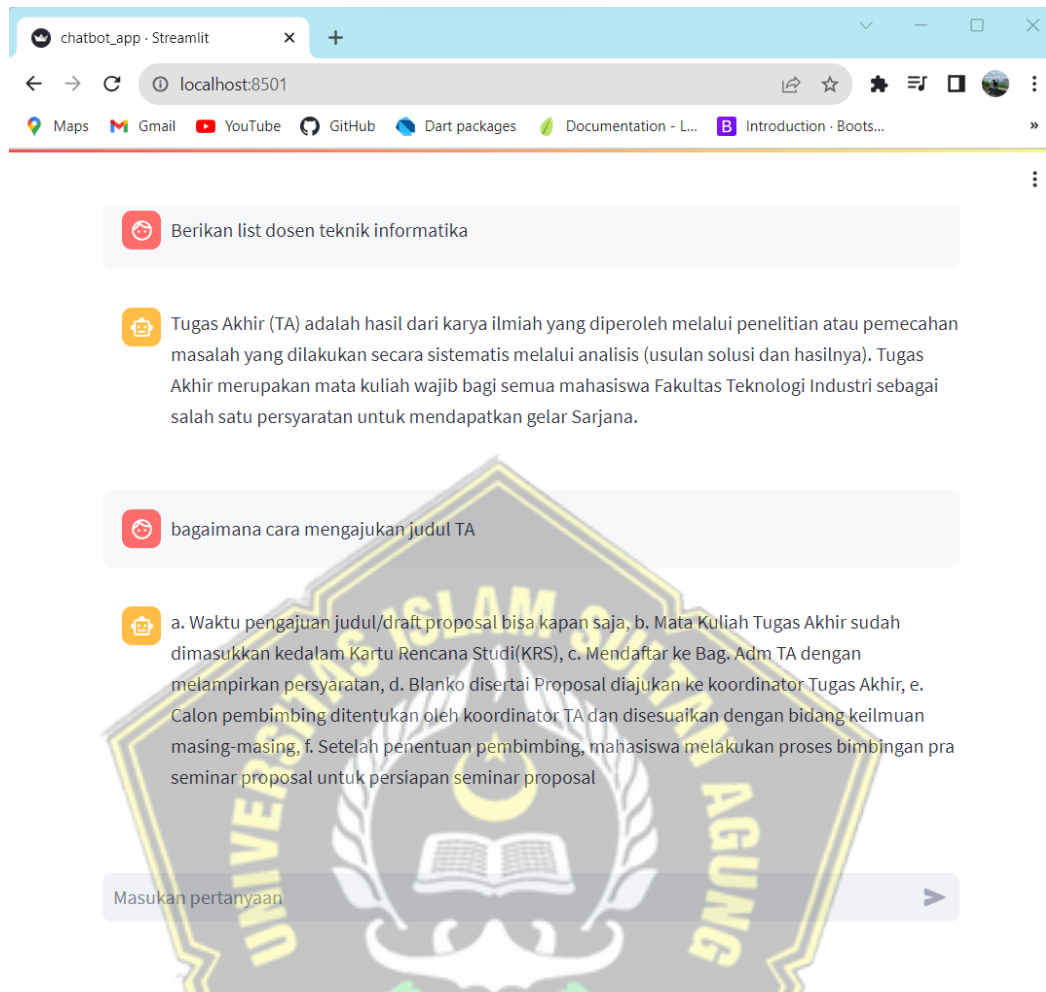 chatbot_app · Streamlit
localhost:8501
Maps Gmail YouTube GitHub Dart packages Documentation - L... B Introduction · Boots... »
Berikan list dosen teknik informatika
Tugas Akhir (TA) adalah hasil dari karya ilmiah yang diperoleh melalui penelitian atau pemecahan
masalah yang dilakukan secara sistematis melalui analisis (usulan solusi dan hasilnya). Tugas
Akhir merupakan mata kuliah wajib bagi semua mahasiswa Fakultas Teknologi Industri sebagai
salah satu persyaratan untuk mendapatkan gelar Sarjana.
bagaimana cara mengajukan judul TA
a. Waktu pengajuan judul/draft proposal bisa kapan saja, b. Mata Kuliah Tugas Akhir sudah
dimasukkan kedalam Kartu Rencana Studi(KRS), c. Mendaftar ke Bag. Adm TA dengan
melampirkan persyaratan, d. Blanko disertai Proposal diajukan ke koordinator Tugas Akhir, e.
Calon pembimbing ditentukan oleh koordinator TA dan disesuaikan dengan bidang keilmuan
masing-masing, f. Setelah penentuan pembimbing, mahasiswa melakukan proses bimbingan pra
seminar proposal untuk persiapan seminar proposal
Masukan pertanyaan
UNIVERSITAS ISLAM SULTAN AGUNG